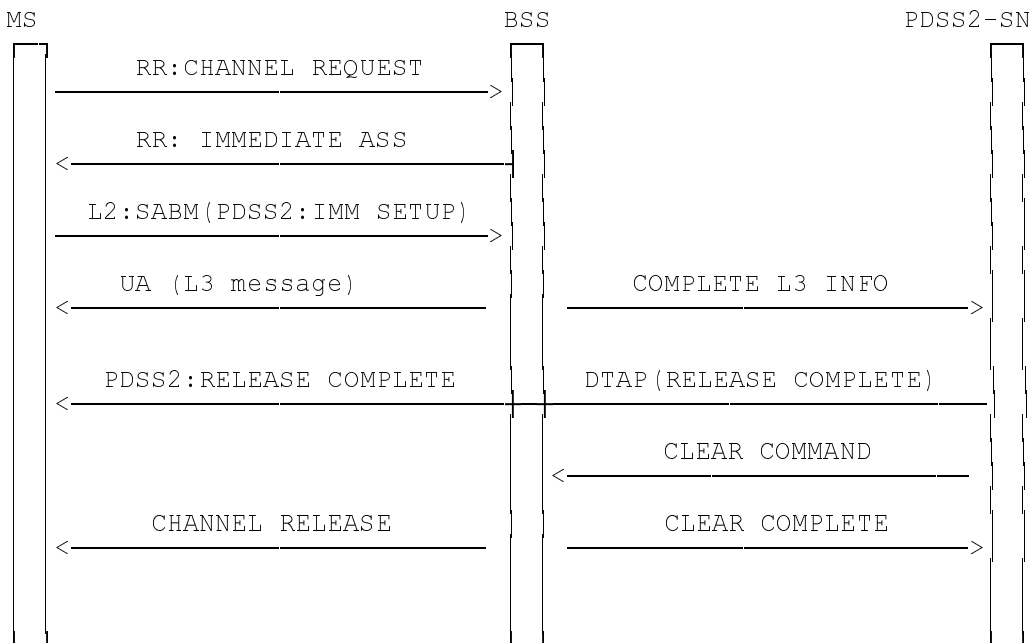 MS BSS PDSS2-SN
RR:CHANNEL REQUEST
RR: IMMEDIATE ASS
L2:SABM(PDSS2:IMM SETUP)
UA (L3 message) COMPLETE L3 INFO
PDSS2:RELEASE COMPLETE DTAP(RELEASE COMPLETE)
CLEAR COMMAND
CHANNEL RELEASE CLEAR COMPLETE